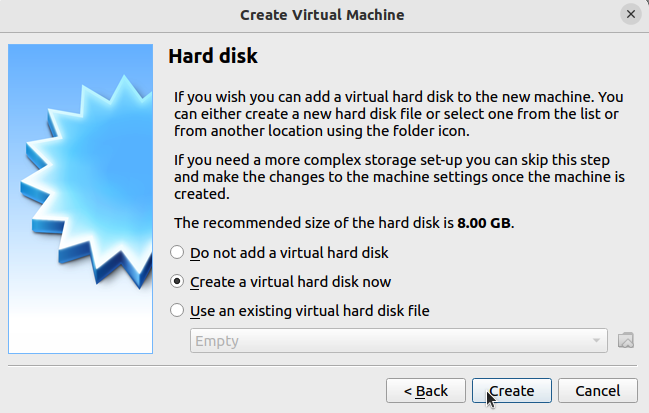 Create Virtual Machine
Hard disk
If you wish you can add a virtual hard disk to the new machine. You
can either create a new hard disk file or select one from the list or
from another location using the folder icon.
If you need a more complex storage set-up you can skip this step
and make the changes to the machine settings once the machine is
created.
The recommended size of the hard disk is 8.00 GB.
Do not add a virtual hard disk
Create a virtual hard disk now
Use an existing virtual hard disk file
Empty
< Back
Create
Cancel